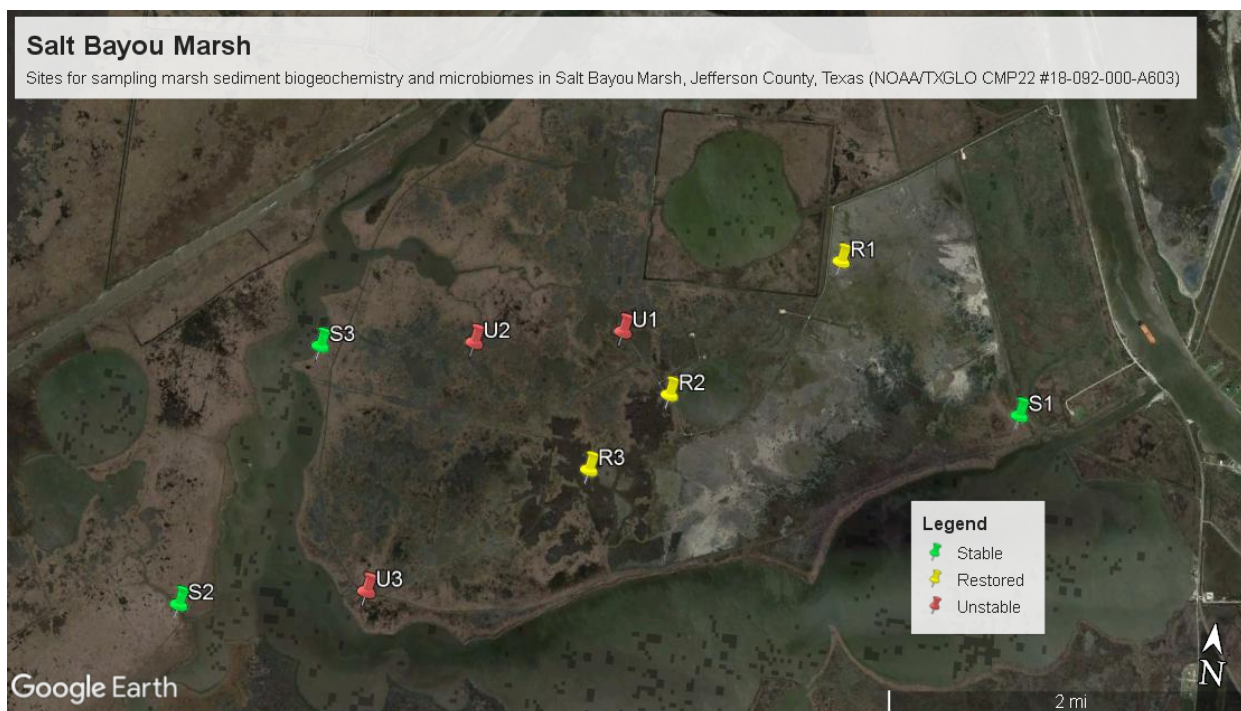 Salt Bayou Marsh
Sites for sampling marsh sediment biogeochemistry and microbiomes in Salt Bayou Marsh, Jefferson County, Texas (NOAA/TXGLO CMP22 #18-092-000-A603)
R1
S3
U2
U1
R2
S1
R3
Legend
Stable
Restored
Unstable
U3
S2
N
Google Earth
2 mi